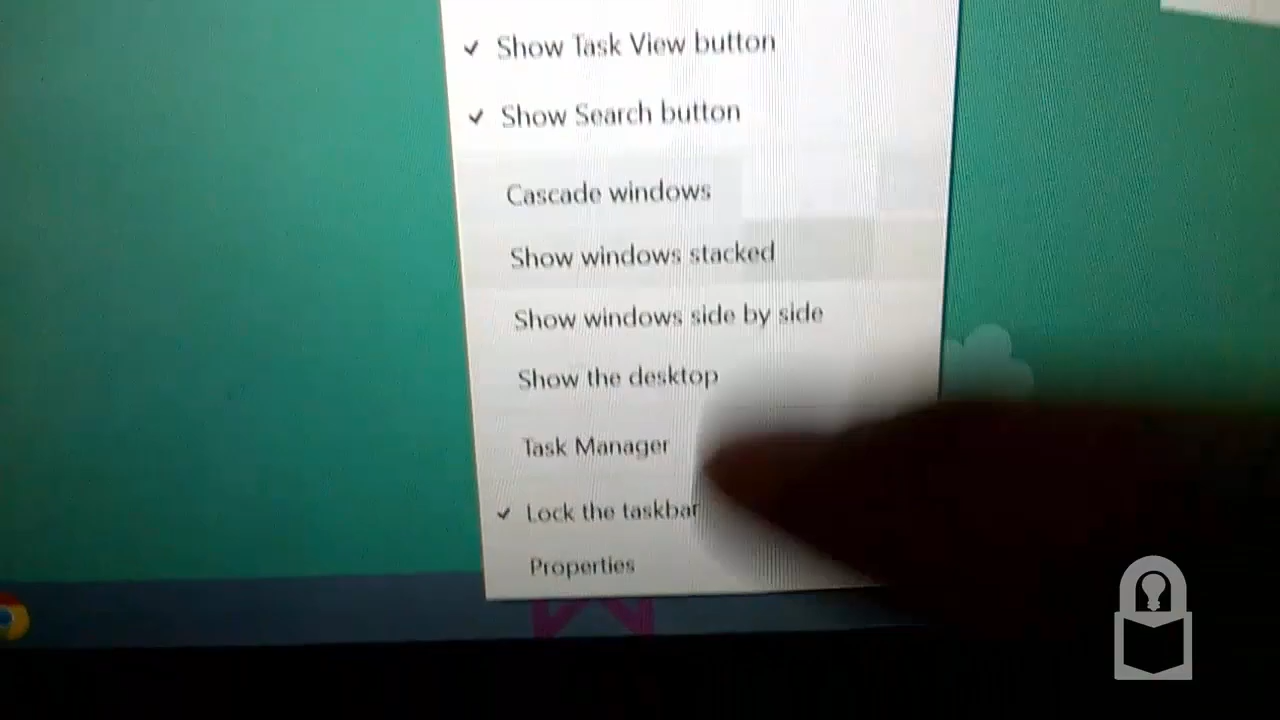 Show Task View button
Show Search button
Cascade windows
Show windows stacked
Show windows side by side
Show the desktop
Task Manager
Lock the taskbar
Properties